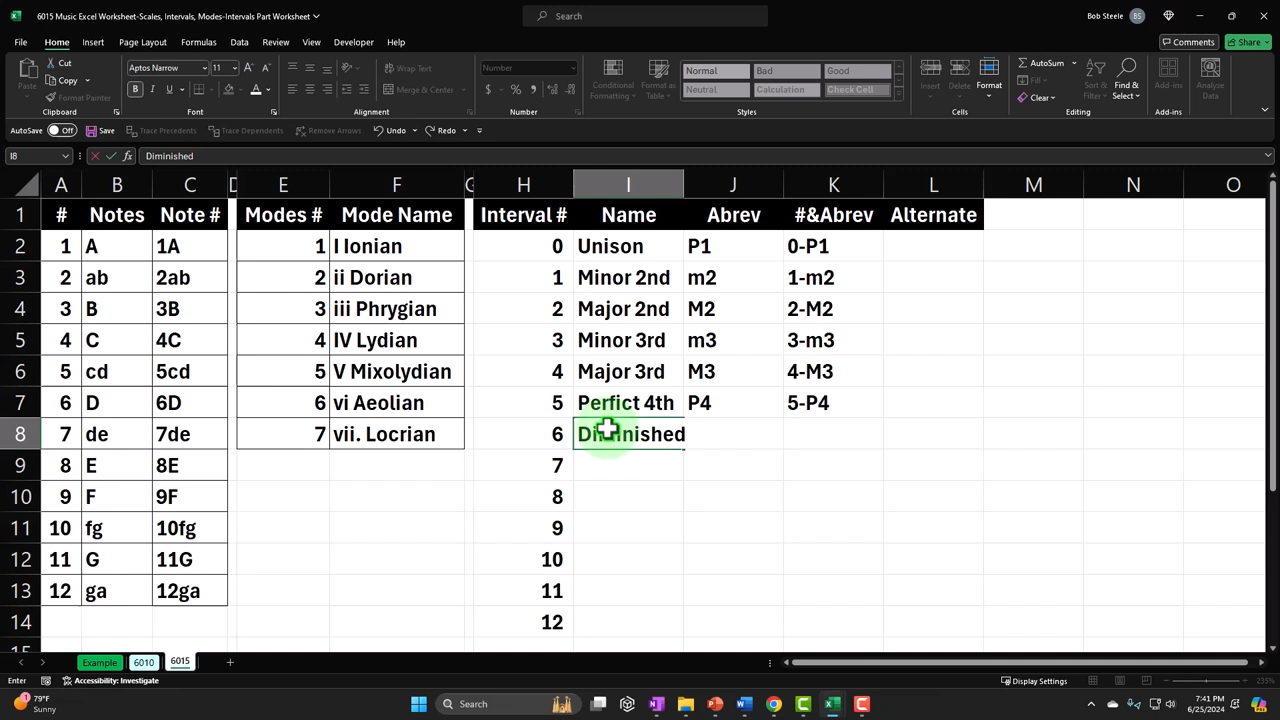 6015 Music Excel Worksheet-Scales, Intervals, Modes-Intervals Part Worksheet
Search
Bob Steele BS
File Home Insert Page Layout Formulas Data Review View Developer Help
Comments Share
Paste Cut Copy Format Painter
Clipboard
Aptos Narrow 11
B I U
Font
Wrap Text
Merge & Center
Alignment
Number
Number
Conditional Formatting
Format as Table
Normal Bad Good
Neutral Calculation Check Cell
Styles
Insert Delete Format
Cells
AutoSum
Fill
Clear
Sort & Filter
Find & Select
Editing
Add-ins
Add-ins
Analyze Data
AutoSave Off Save Trace Precedents Trace Dependents Remove Arrows Undo Redo
I8 Diminished
A B C D E F G H I J K L M N O
1 # Notes Note # Modes # Mode Name Interval # Name Abrev #&Abrev Alternate
2 1 A 1A 1 I Ionian 0 Unison P1 0-P1
3 2 ab 2ab 2 ii Dorian 1 Minor 2nd m2 1-m2
4 3 B 3B 3 iii Phrygian 2 Major 2nd M2 2-M2
5 4 C 4C 4 IV Lydian 3 Minor 3rd m3 3-m3
6 5 cd 5cd 5 V Mixolydian 4 Major 3rd M3 4-M3
7 6 D 6D 6 vi Aeolian 5 Perfict 4th P4 5-P4
8 7 de 7de 7 vii. Locrian 6 Diminished
9 8 E 8E 7
10 9 F 9F 8
11 10 fg 10fg 9
12 11 G 11G 10
13 12 ga 12ga 11
14 12
15
Example 6010 6015
Enter Accessibility: Investigate Display Settings 235%
79°F
Sunny
Search
7:41 PM
6/25/2024